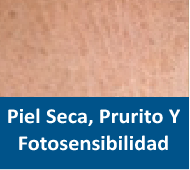 Piel Seca, Prurito Y
Fotosensibilidad